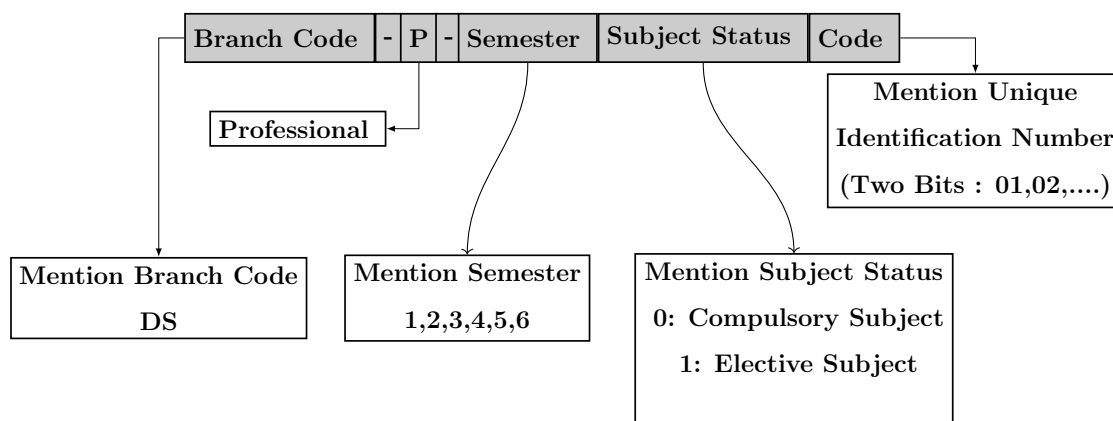 Branch Code - P - Semester Subject Status Code
Mention Unique
Identification Number
(Two Bits : 01,02,....)
Professional
Mention Branch Code
DS
Mention Semester
1,2,3,4,5,6
Mention Subject Status
0: Compulsory Subject
1: Elective Subject